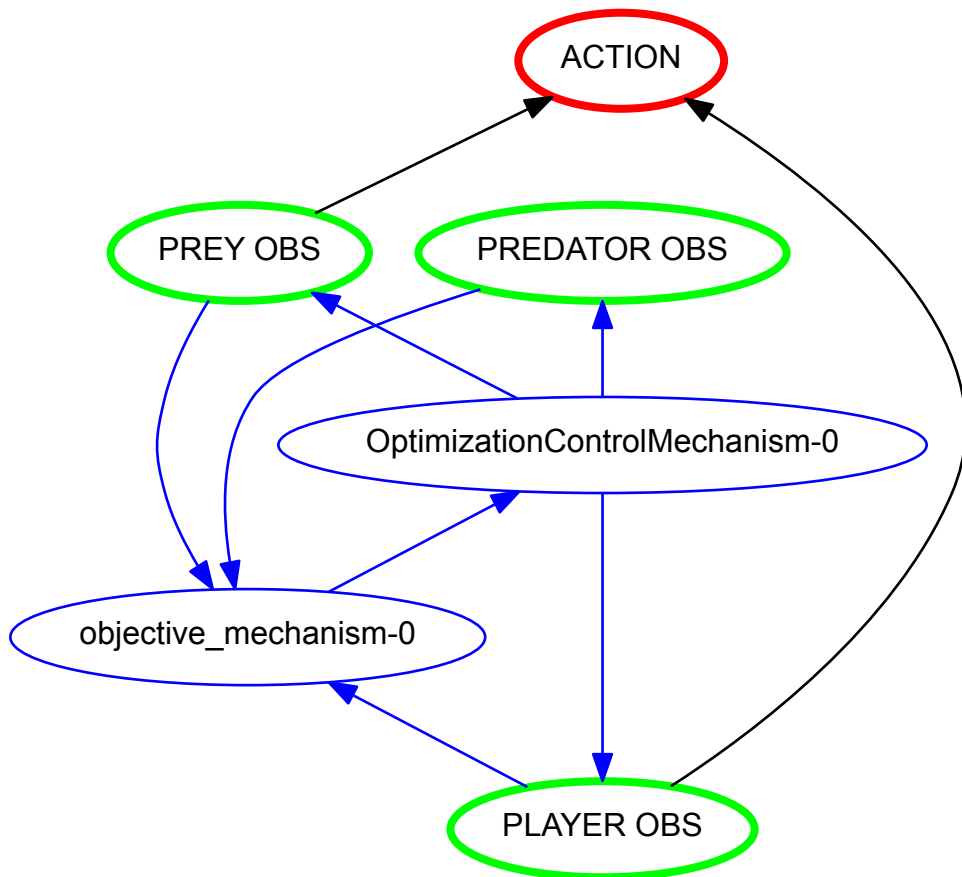 ACTION
PREY OBS
PREDATOR OBS
OptimizationControlMechanism-0
objective_mechanism-0
PLAYER OBS